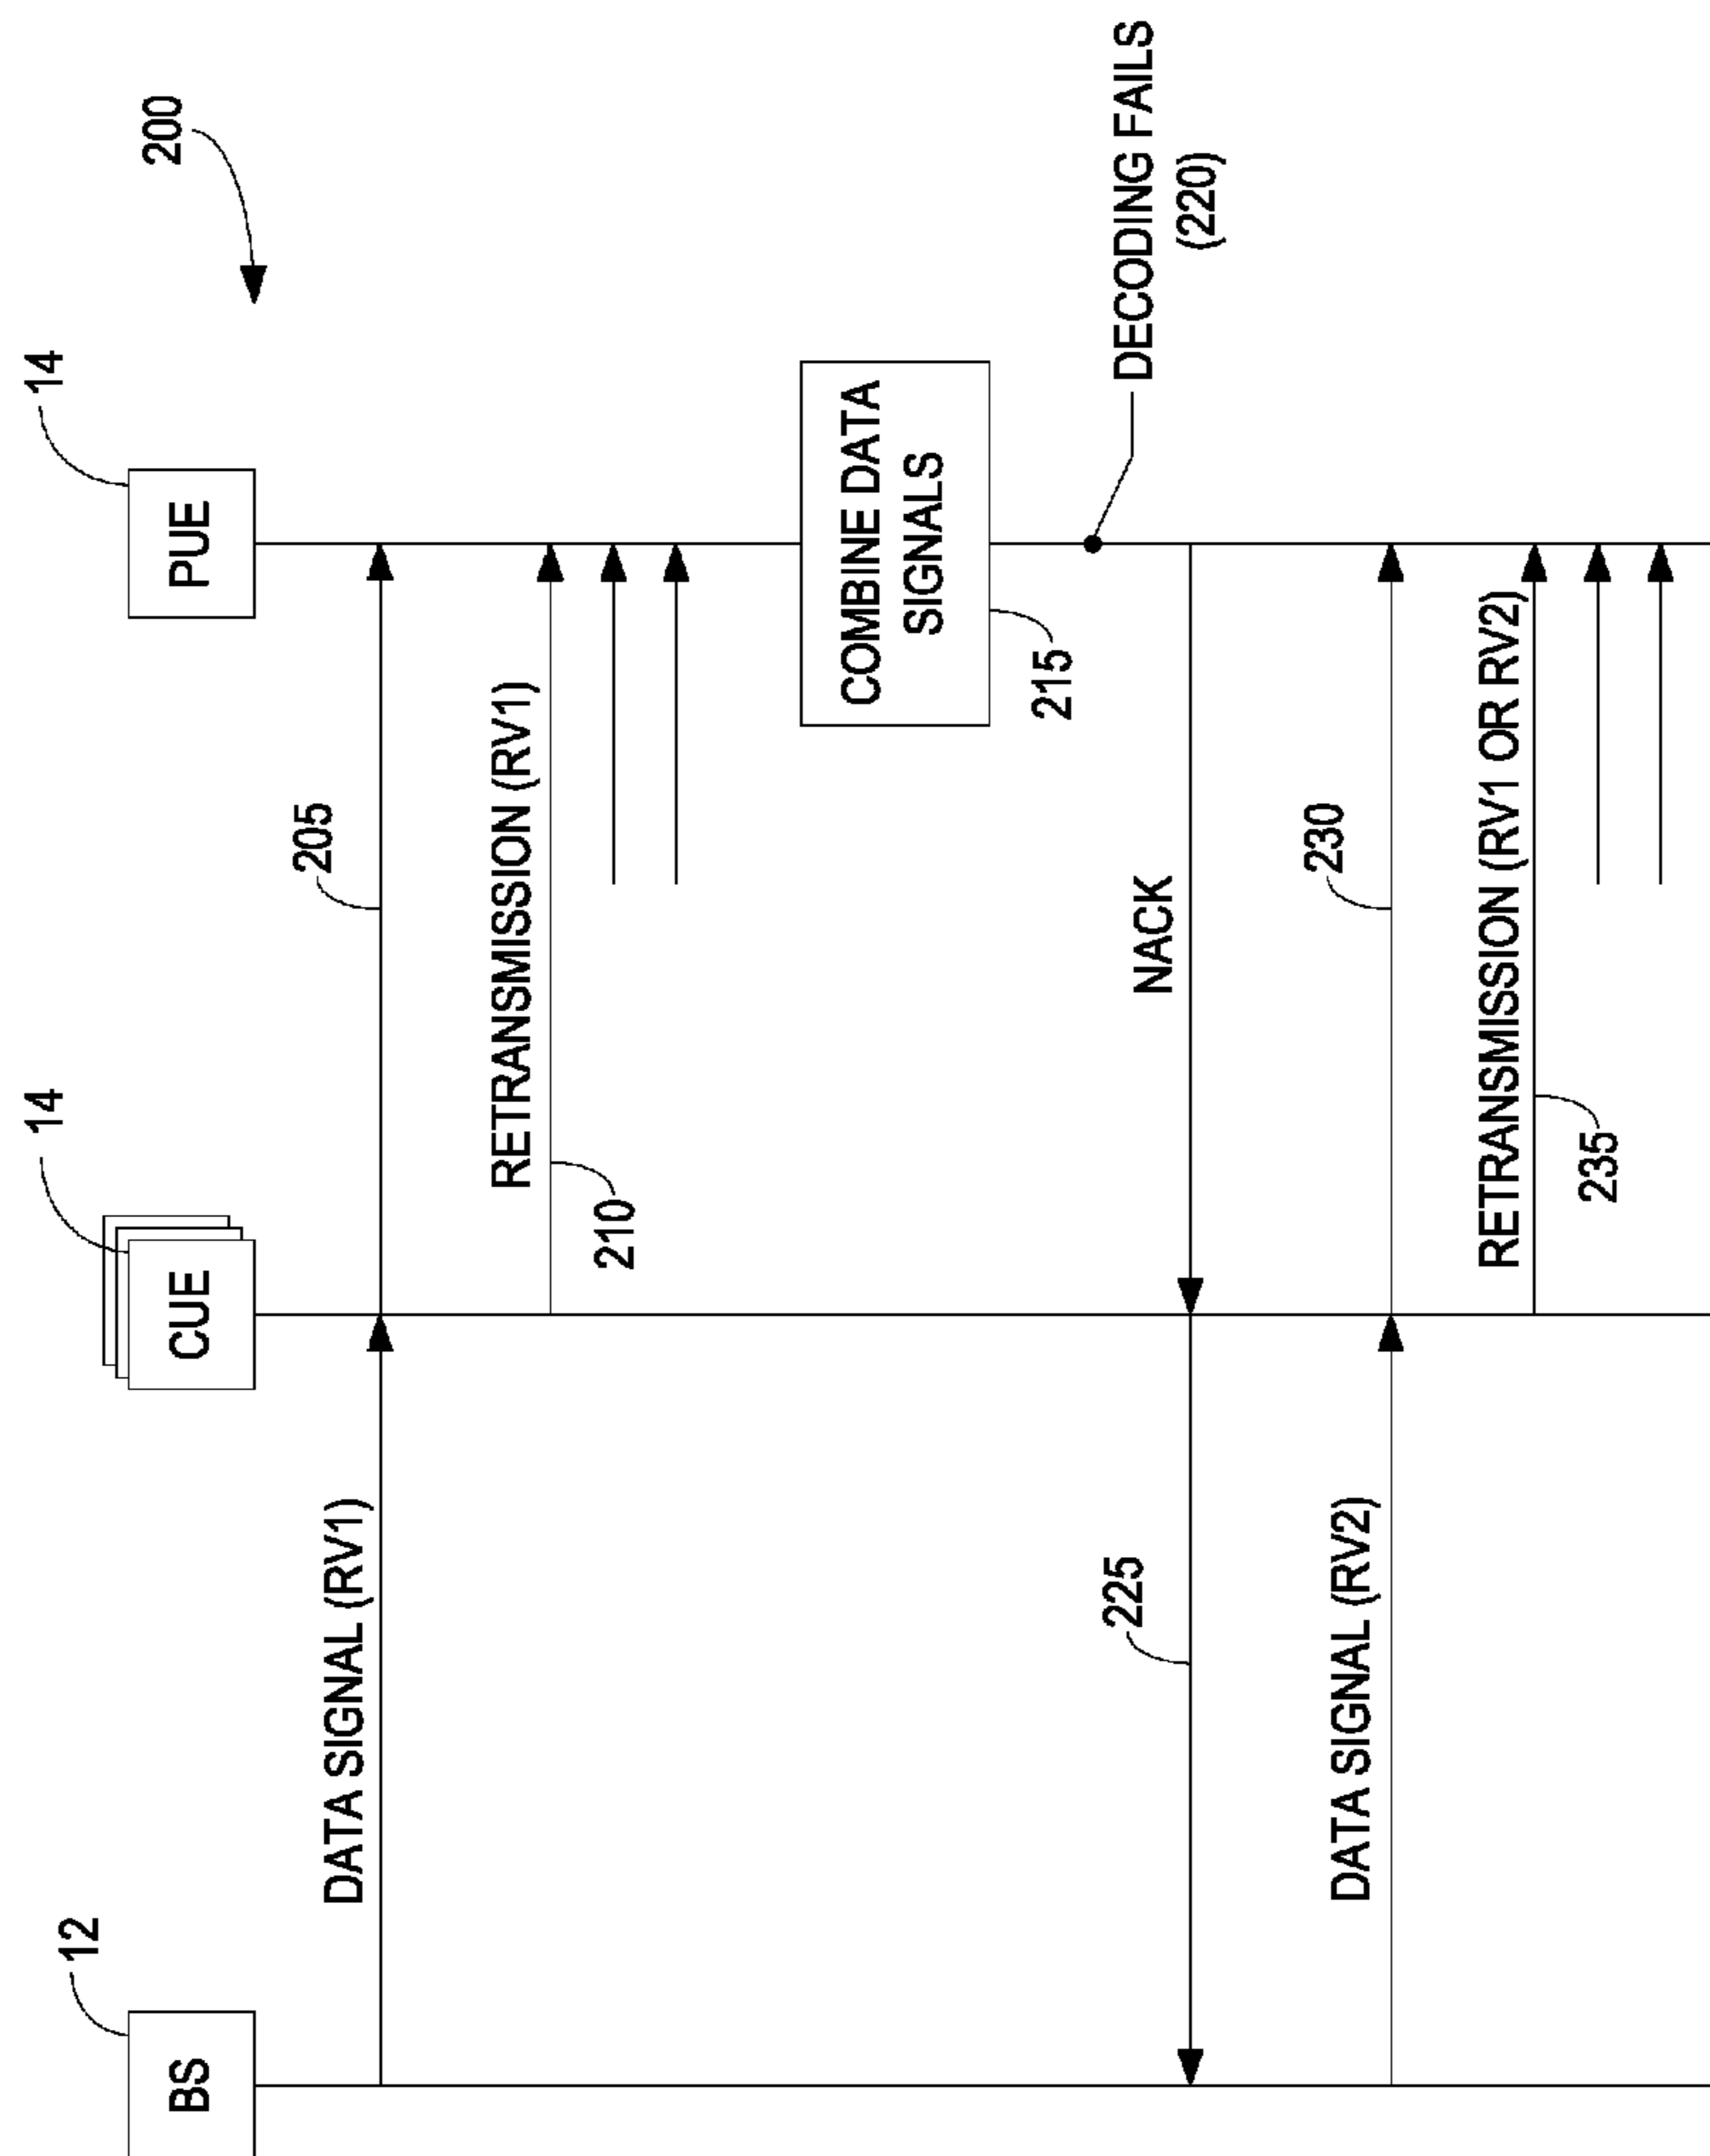 200
12
14
14
BS
CUE
PUE
DATA SIGNAL (RV1)
205
RETRANSMISSION (RV1)
210
COMBINE DATA
SIGNALS
215
DECODING FAILS
(220)
NACK
225
DATA SIGNAL (RV2)
230
RETRANSMISSION (RV1 OR RV2)
235